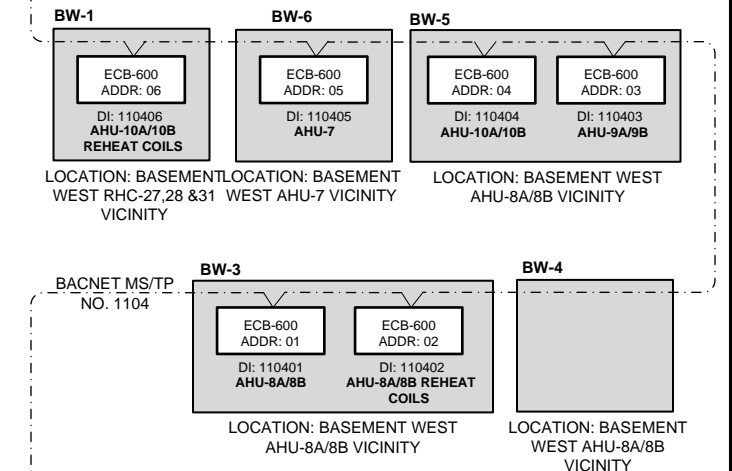 BW-1
ECB-600
ADDR: 06
DI: 110406
AHU-10A/10B
REHEAT COILS
LOCATION: BASEMENT
WEST RHC-27,28 &31
VICINITY
BW-6
ECB-600
ADDR: 05
DI: 110405
AHU-7
LOCATION: BASEMENT
WEST AHU-7 VICINITY
BW-5
ECB-600
ADDR: 04
DI: 110404
AHU-10A/10B
ECB-600
ADDR: 03
DI: 110403
AHU-9A/9B
LOCATION: BASEMENT WEST
AHU-8A/8B VICINITY
BACNET MS/TP
NO. 1104
BW-3
ECB-600
ADDR: 01
DI: 110401
AHU-8A/8B
ECB-600
ADDR: 02
DI: 110402
AHU-8A/8B REHEAT
COILS
LOCATION: BASEMENT WEST
AHU-8A/8B VICINITY
BW-4
LOCATION: BASEMENT
WEST AHU-8A/8B
VICINITY